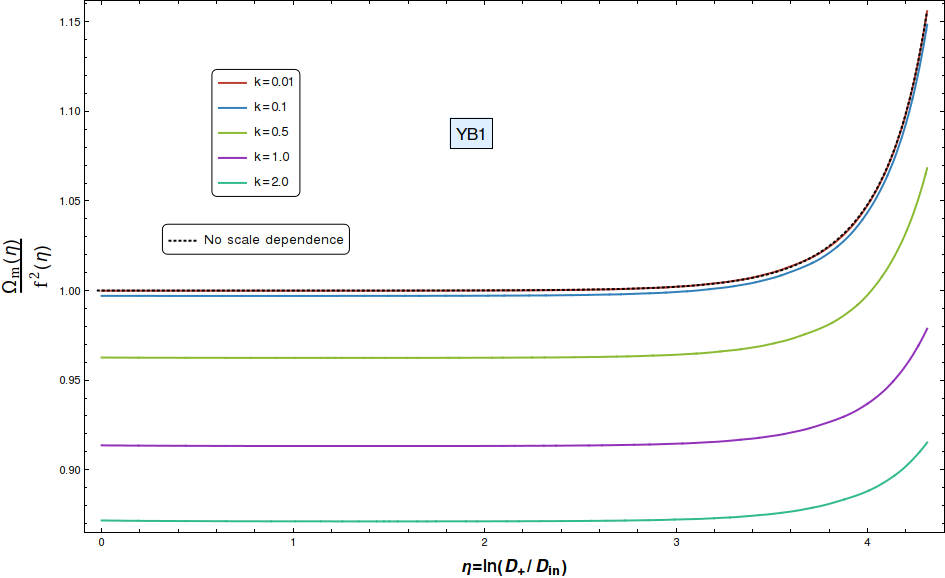 1.15
1.10
1.05
1.00
0.95
0.90
k=0.01
k=0.1
k=0.5
k=1.0
k=2.0
YB1
No scale dependence
Ωm(η)
f²(η)
0
1
2
3
4
η=ln(D+/Din)